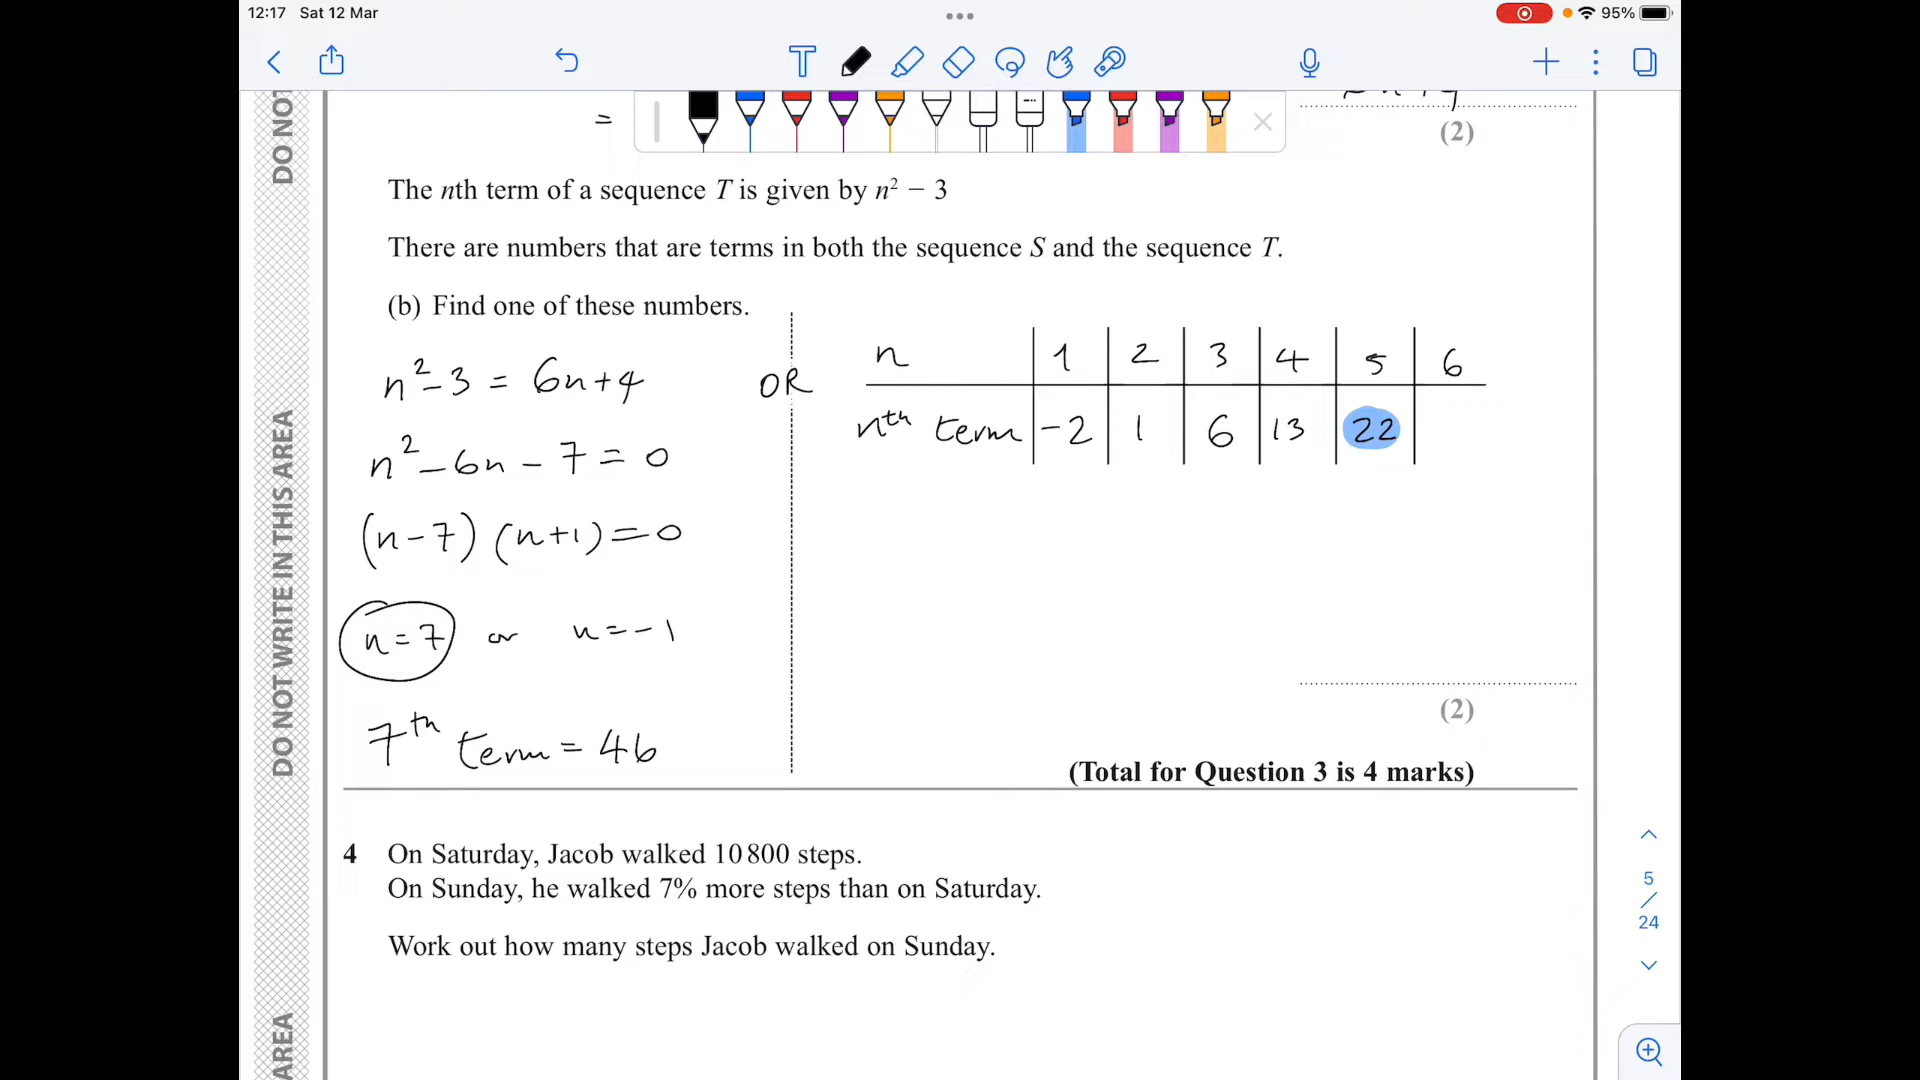 12:17 Sat 12 Mar
95%
DO NOT
=
(2)
The nth term of a sequence T is given by n² − 3
There are numbers that are terms in both the sequence S and the sequence T.
(b) Find one of these numbers.
n² − 3 = 6n + 4
n² − 6n − 7 = 0
(n − 7) (n + 1) = 0
n = 7 or n = −1
7th term = 46
OR
n 1 2 3 4 5 6
nth term −2 1 6 13 22
DO NOT WRITE IN THIS AREA
(2)
(Total for Question 3 is 4 marks)
4 On Saturday, Jacob walked 10 800 steps.
On Sunday, he walked 7% more steps than on Saturday.
Work out how many steps Jacob walked on Sunday.
5
/
24
AREA